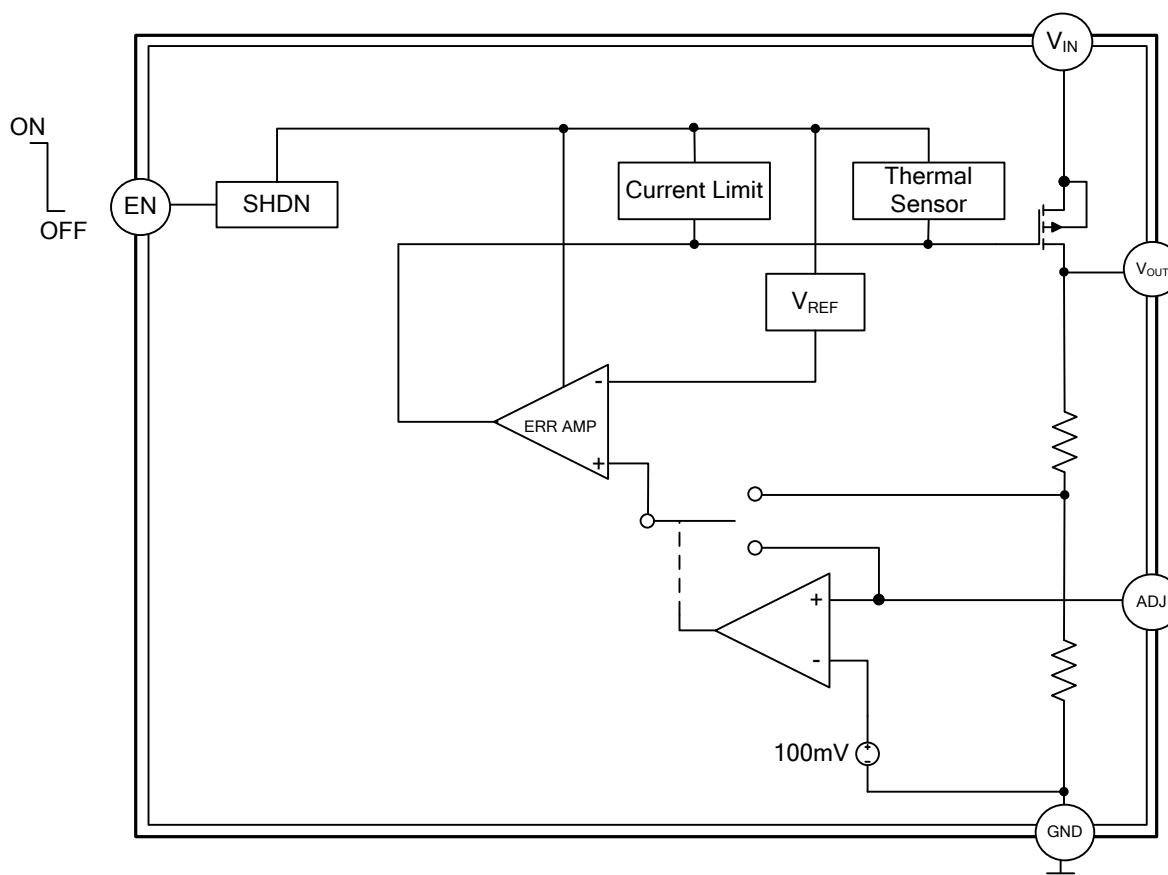 V_IN
ON
OFF
EN
SHDN
Current Limit
Thermal
Sensor
V_OUT
V_REF
-
ERR AMP
+
+
ADJ
-
100mV
+
-
GND